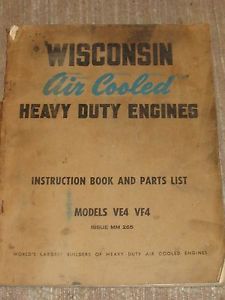 WISCONSIN
Air Cooled
HEAVY DUTY ENGINES
INSTRUCTION BOOK AND PARTS LIST
MODELS VE4 VF4
ISSUE MM 265
WORLD'S LARGEST BUILDERS OF HEAVY DUTY AIR COOLED ENGINES